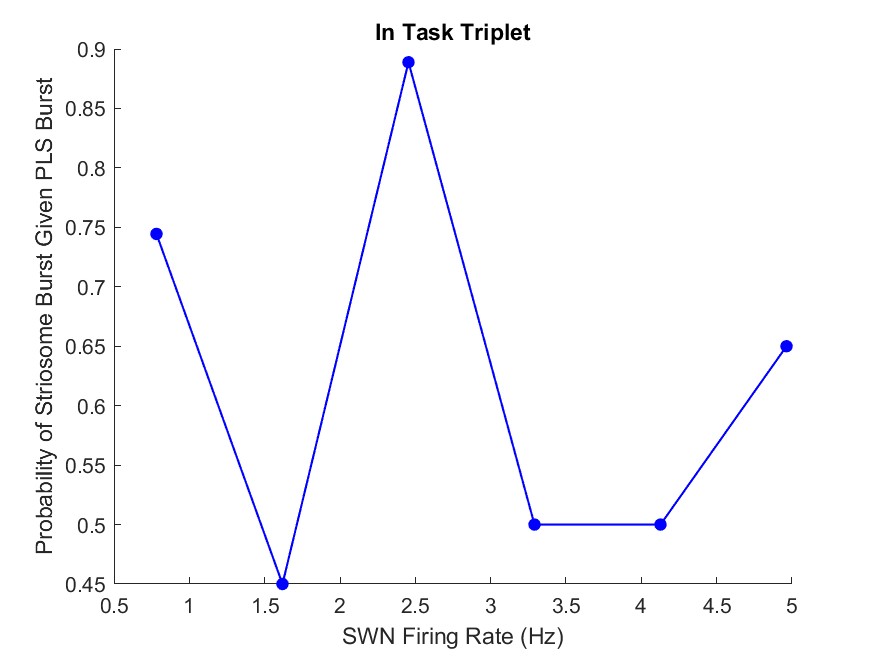 In Task Triplet
Probability of Striosome Burst Given PLS Burst
0.9
0.85
0.8
0.75
0.7
0.65
0.6
0.55
0.5
0.45
0.5 1 1.5 2 2.5 3 3.5 4 4.5 5
SWN Firing Rate (Hz)